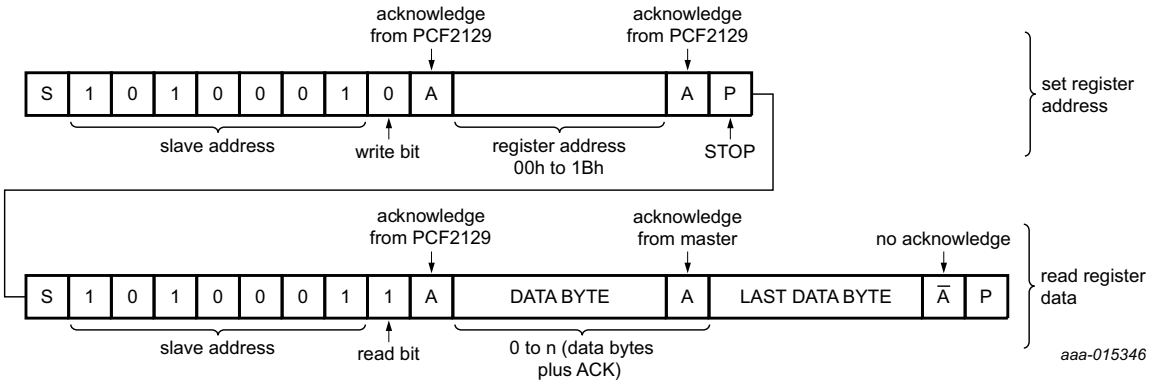 acknowledge
from PCF2129
acknowledge
from PCF2129
S 1 0 1 0 0 0 1 0 A A P
set register
address
slave address
write bit
register address
00h to 1Bh
STOP
acknowledge
from PCF2129
acknowledge
from master
no acknowledge
S 1 0 1 0 0 0 1 1 A DATA BYTE A LAST DATA BYTE A̅ P
read register
data
slave address
read bit
0 to n (data bytes
plus ACK)
aaa-015346